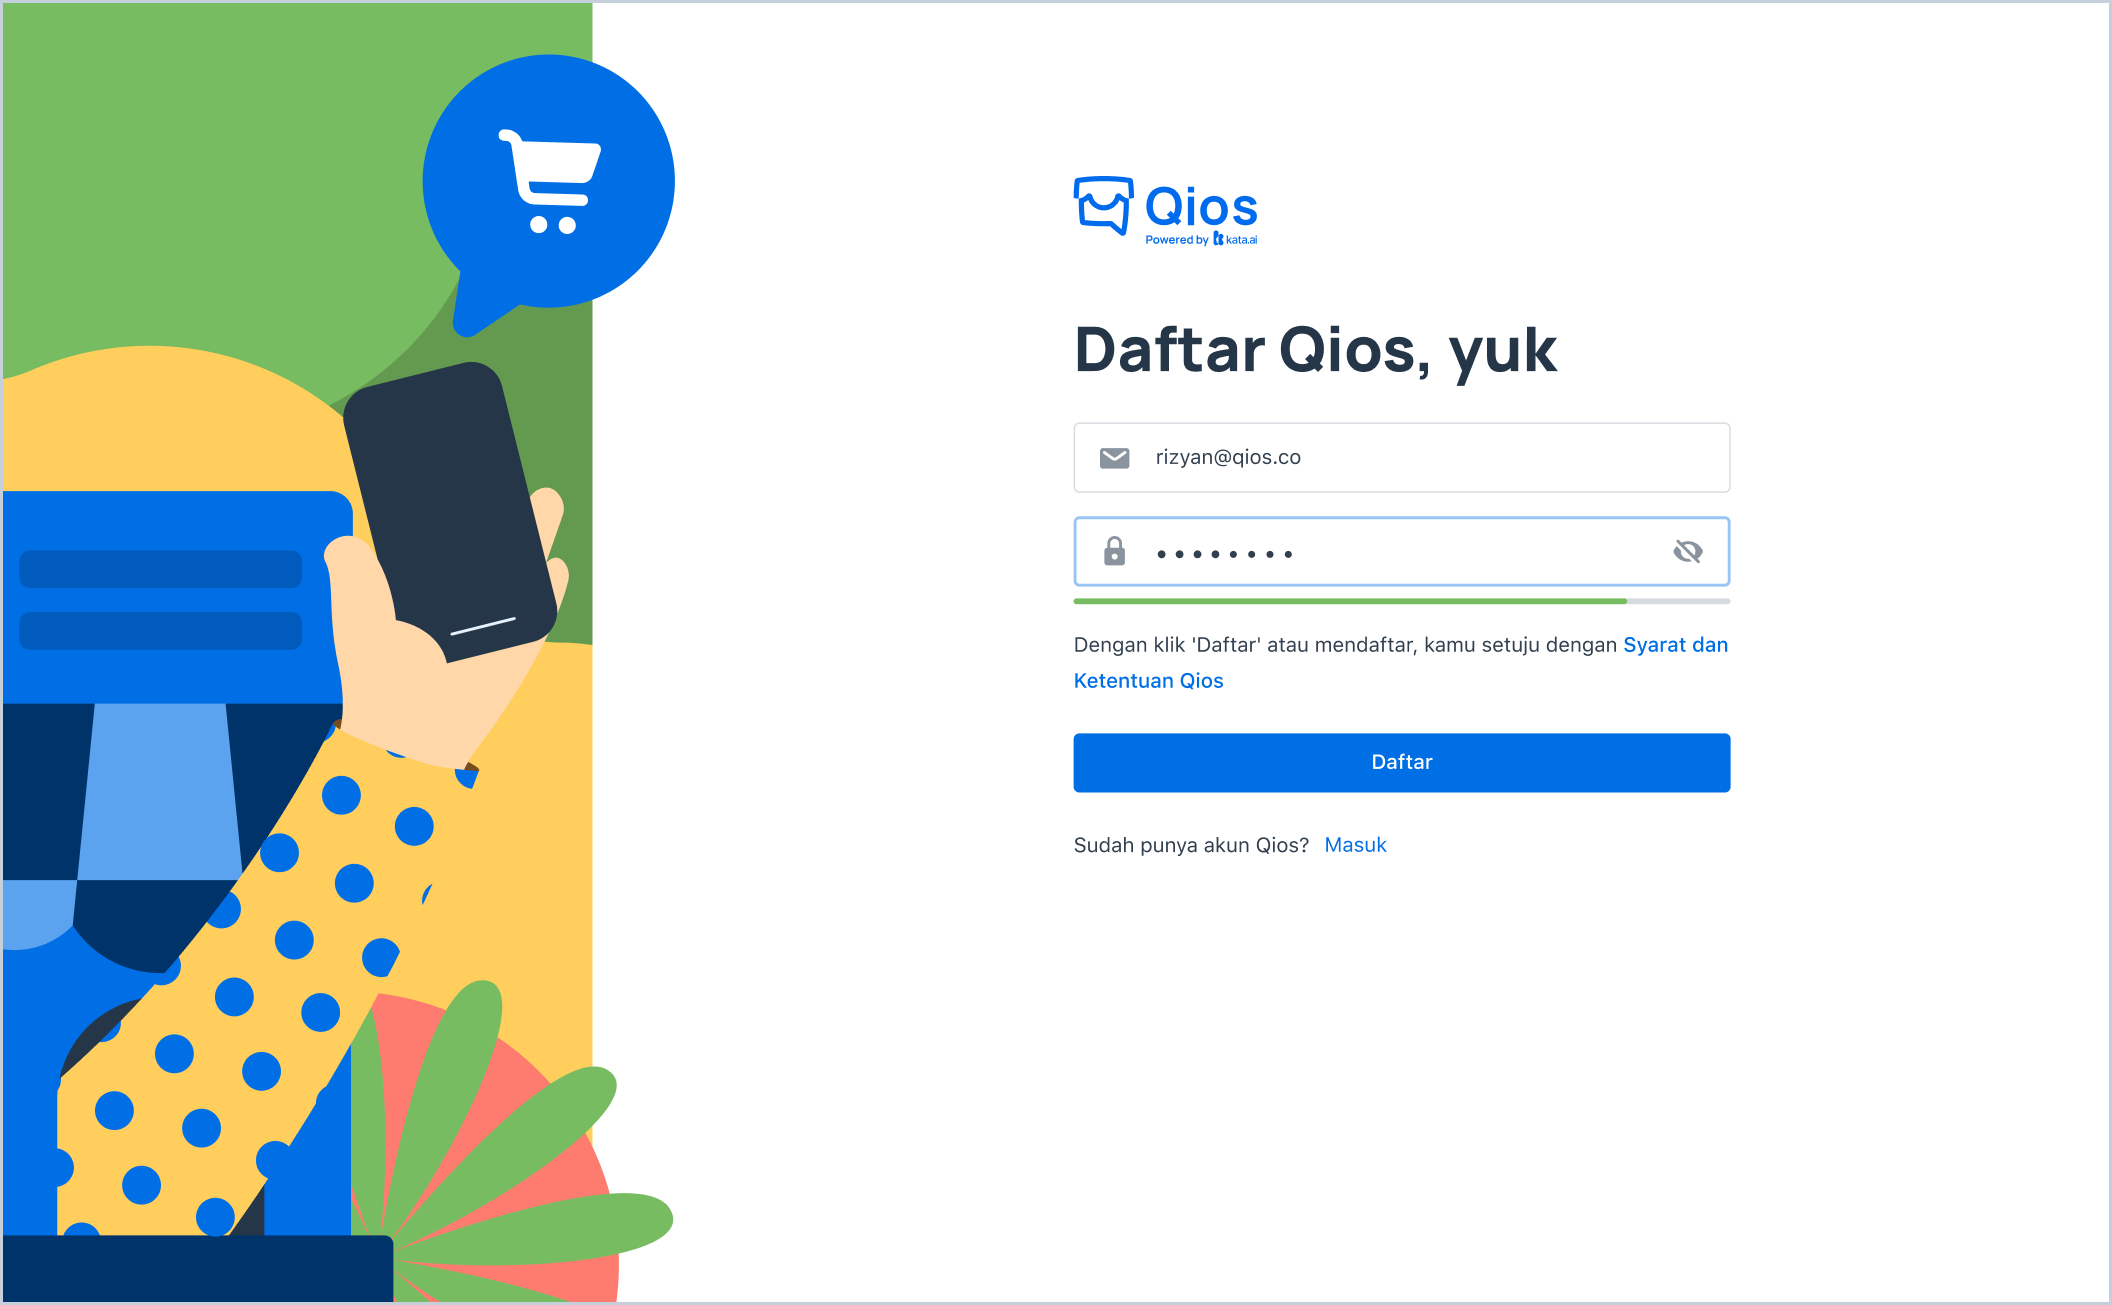 Qios
Powered by kata.ai
Daftar Qios, yuk
rizyan@qios.co
••••••••
Dengan klik 'Daftar' atau mendaftar, kamu setuju dengan Syarat dan
Ketentuan Qios
Daftar
Sudah punya akun Qios? Masuk